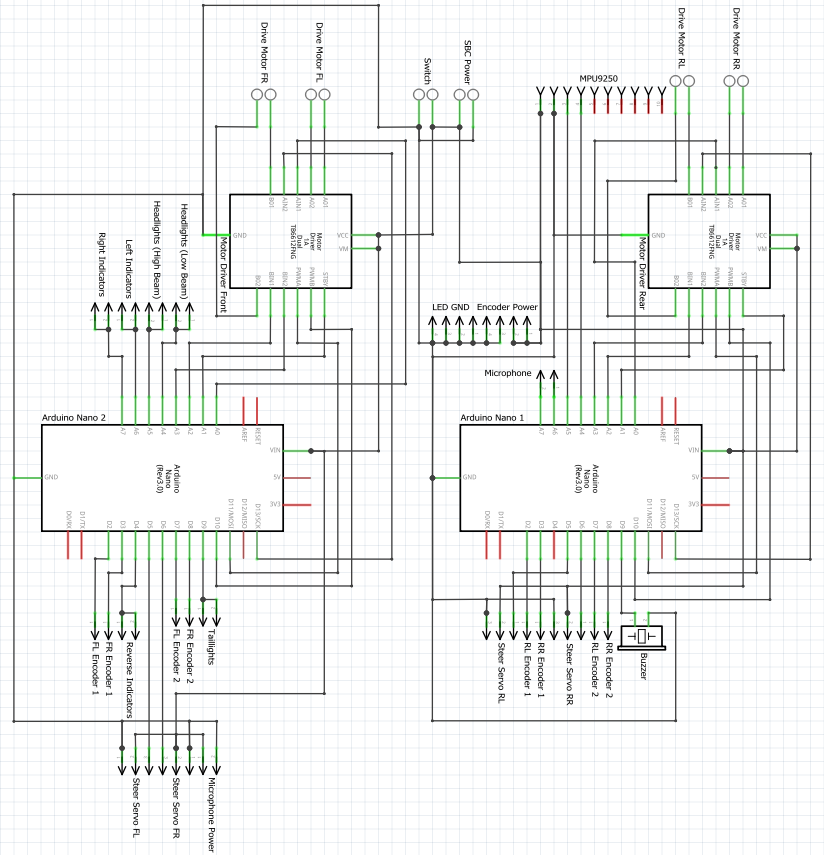 Drive Motor FR
Drive Motor FL
Switch
SBC Power
MPU9250
Drive Motor RL
Drive Motor RR
Right Indicators
Left Indicators
Headlights (High Beam)
Headlights (Low Beam)
B01
AIN2
AIN1
A02
A01
GND
Motor
Driver
1A
Dual
TB6612FNG
VCC
VM
Motor Driver Front
B02
BIN1
BIN2
PWMA
PWMB
STBY
B01
AIN2
AIN1
A02
A01
GND
Motor
Driver
1A
Dual
TB6612FNG
VCC
VM
Motor Driver Rear
B02
BIN1
BIN2
PWMA
PWMB
STBY
LED GND
Encoder Power
Microphone
Arduino Nano 2
A7
A6
A5
A4
A3
A2
A1
A0
AREF
RESET
GND
Arduino
Nano
(Rev3.0)
VIN
5V
3V3
D0/RX
D1/TX
D2
D3
D4
D5
D6
D7
D8
D9
D10
D11/MOSI
D12/MISO
D13/SCK
Arduino Nano 1
A7
A6
A5
A4
A3
A2
A1
A0
AREF
RESET
GND
Arduino
Nano
(Rev3.0)
VIN
5V
3V3
D0/RX
D1/TX
D2
D3
D4
D5
D6
D7
D8
D9
D10
D11/MOSI
D12/MISO
D13/SCK
FL Encoder 1
FR Encoder 1
Reverse Indicators
FL Encoder 2
FR Encoder 2
Taillights
Steer Servo RL
RL Encoder 1
RR Encoder 1
Steer Servo RR
RL Encoder 2
RR Encoder 2
Buzzer
Steer Servo FL
Steer Servo FR
Microphone Power